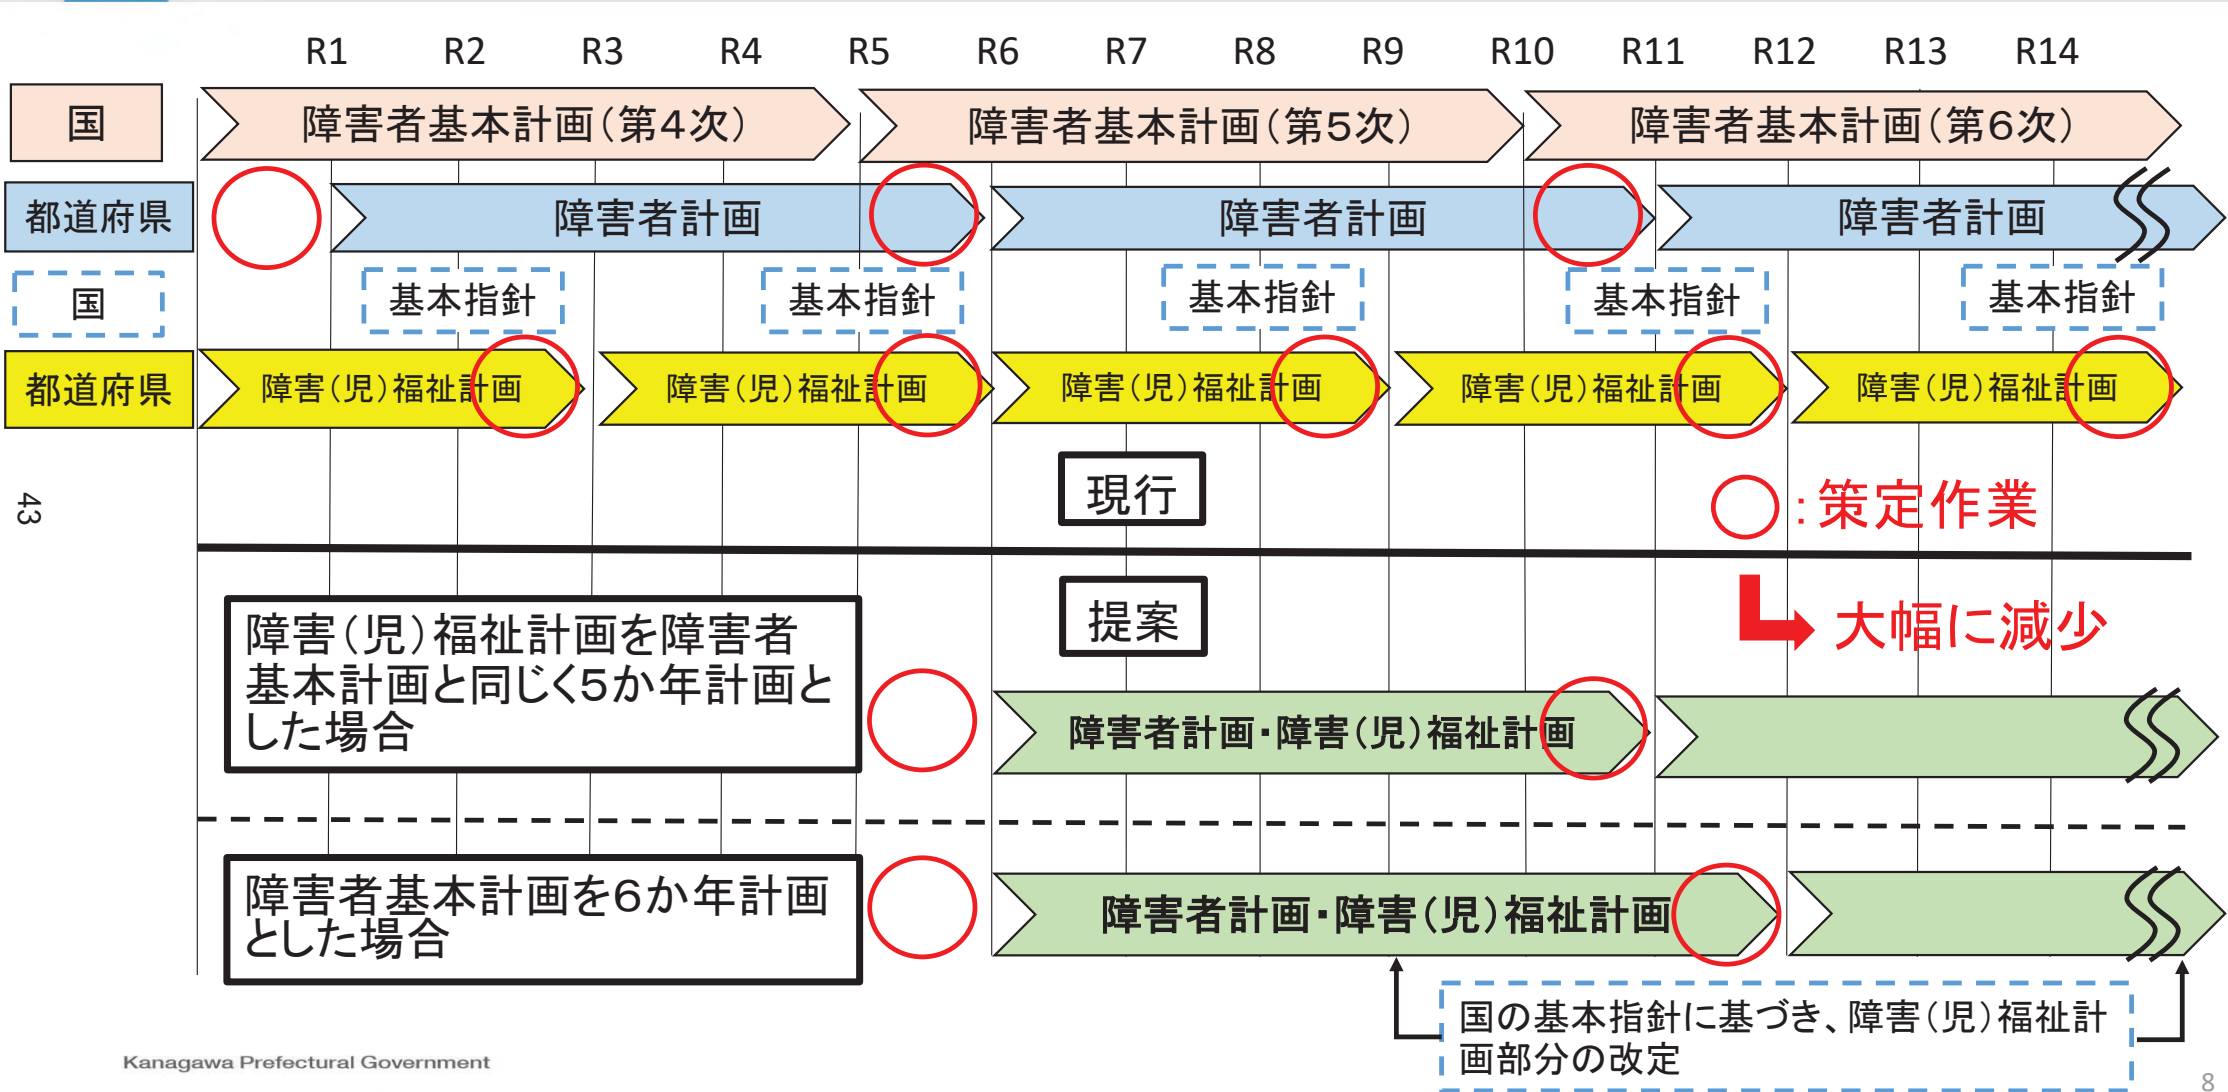 R1 R2 R3 R4 R5 R6 R7 R8 R9 R10 R11 R12 R13 R14
国
障害者基本計画(第4次)
障害者基本計画(第5次)
障害者基本計画(第6次)
都道府県
障害者計画
障害者計画
障害者計画
国
基本指針
基本指針
基本指針
基本指針
基本指針
都道府県
障害(児)福祉計画
障害(児)福祉計画
障害(児)福祉計画
障害(児)福祉計画
障害(児)福祉計画
43
現行
:策定作業
提案
大幅に減少
障害(児)福祉計画を障害者
基本計画と同じく5か年計画と
した場合
障害者計画・障害(児)福祉計画
障害者基本計画を6か年計画
とした場合
障害者計画・障害(児)福祉計画
国の基本指針に基づき、障害(児)福祉計
画部分の改定
Kanagawa Prefectural Government
8